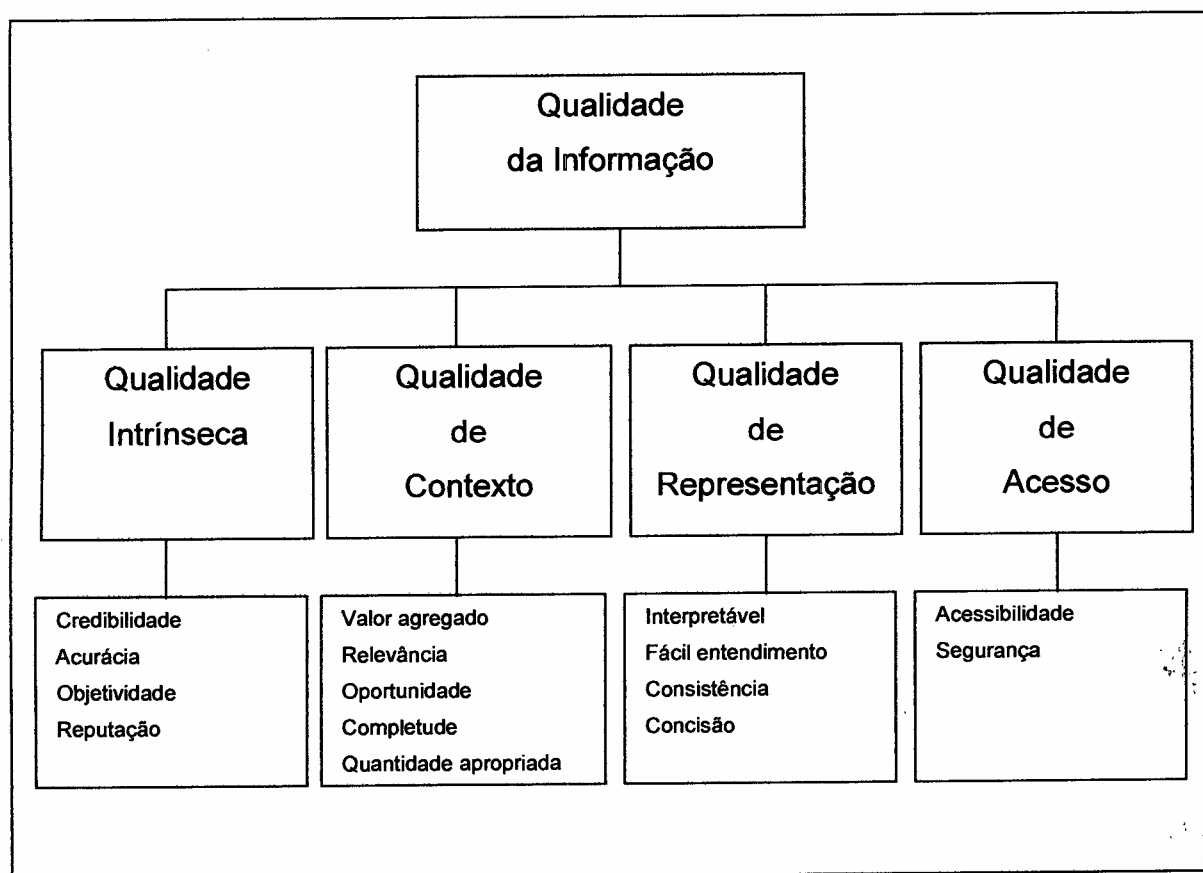 Qualidade
da Informação
Qualidade
Intrínseca
Qualidade
de
Contexto
Qualidade
de
Representação
Qualidade
de
Acesso
Credibilidade
Acurácia
Objetividade
Reputação
Valor agregado
Relevância
Oportunidade
Completude
Quantidade apropriada
Interpretável
Fácil entendimento
Consistência
Concisão
Acessibilidade
Segurança